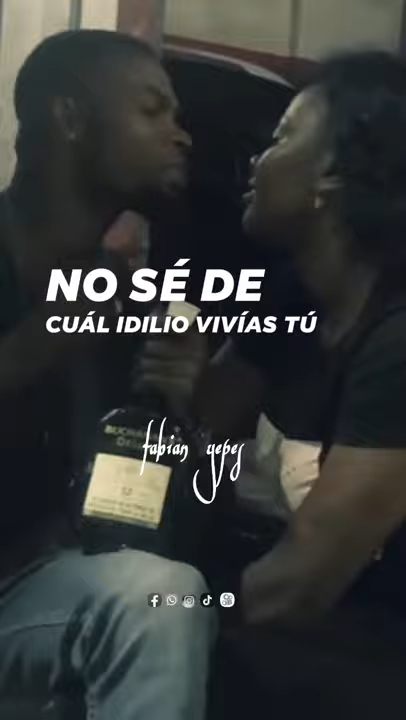 NO SÉ DE
CUÁL IDILIO VIVÍAS TÚ
fabian yepes